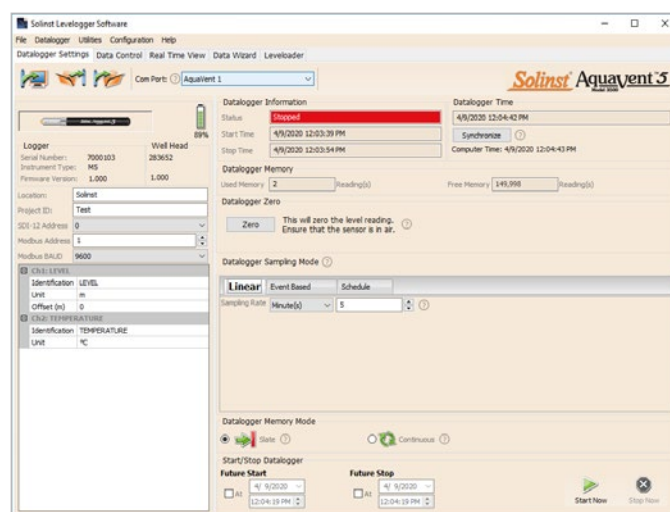 Solinst Levelogger Software
File Datalogger Utilities Configuration Help
Datalogger Settings Data Control Real Time View Data Wizard Leveloader
Com Port: AquaVent 1
Solinst Aquavent 5
Datalogger Information
Datalogger Time
Status Stopped
4/9/2020 12:04:42 PM
Start Time 4/9/2020 12:03:39 PM
Synchronize
Stop Time 4/9/2020 12:03:54 PM
Computer Time: 4/9/2020 12:04:43 PM
89%
Logger Well Head
Serial Number: 7000103 283652
Instrument Type: M5
Firmware Version: 1.000 1.000
Datalogger Memory
Used Memory 2 Reading(s) Free Memory 149,998 Reading(s)
Location: Solinst
Project ID: Test
SDI-12 Address 0
Modbus Address 1
Modbus BAUD 9600
Datalogger Zero
Zero
This will zero the level reading.
Ensure that the sensor is in air.
Ch1: LEVEL
Identification LEVEL
Unit m
Offset (m) 0
Ch2: TEMPERATURE
Identification TEMPERATURE
Unit ºC
Datalogger Sampling Mode
Linear Event Based Schedule
Sampling Rate Minute(s) 5
Datalogger Memory Mode
Slate Continuous
Start/Stop Datalogger
Future Start Future Stop
At 4/ 9/2020 At 4/ 9/2020
12:04:19 PM 12:04:19 PM
Start Now Stop Now